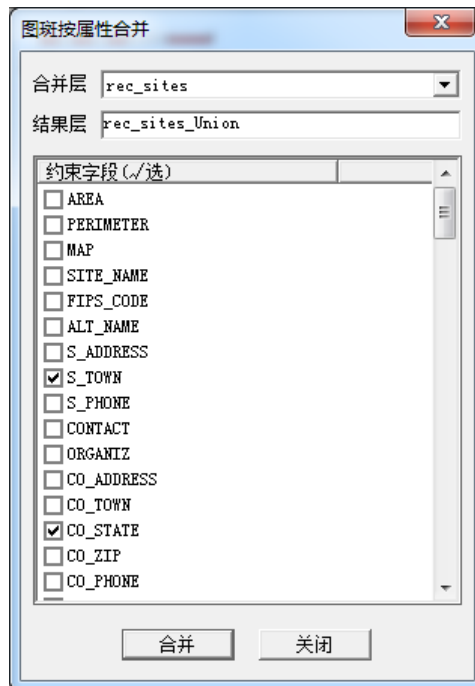 图斑按属性合并
合并层 rec_sites
结果层 rec_sites_Union
约束字段(√选)
AREA
PERIMETER
MAP
SITE_NAME
FIPS_CODE
ALT_NAME
S_ADDRESS
S_TOWN
S_PHONE
CONTACT
ORGANIZ
CO_ADDRESS
CO_TOWN
CO_STATE
CO_ZIP
CO_PHONE
合并 关闭